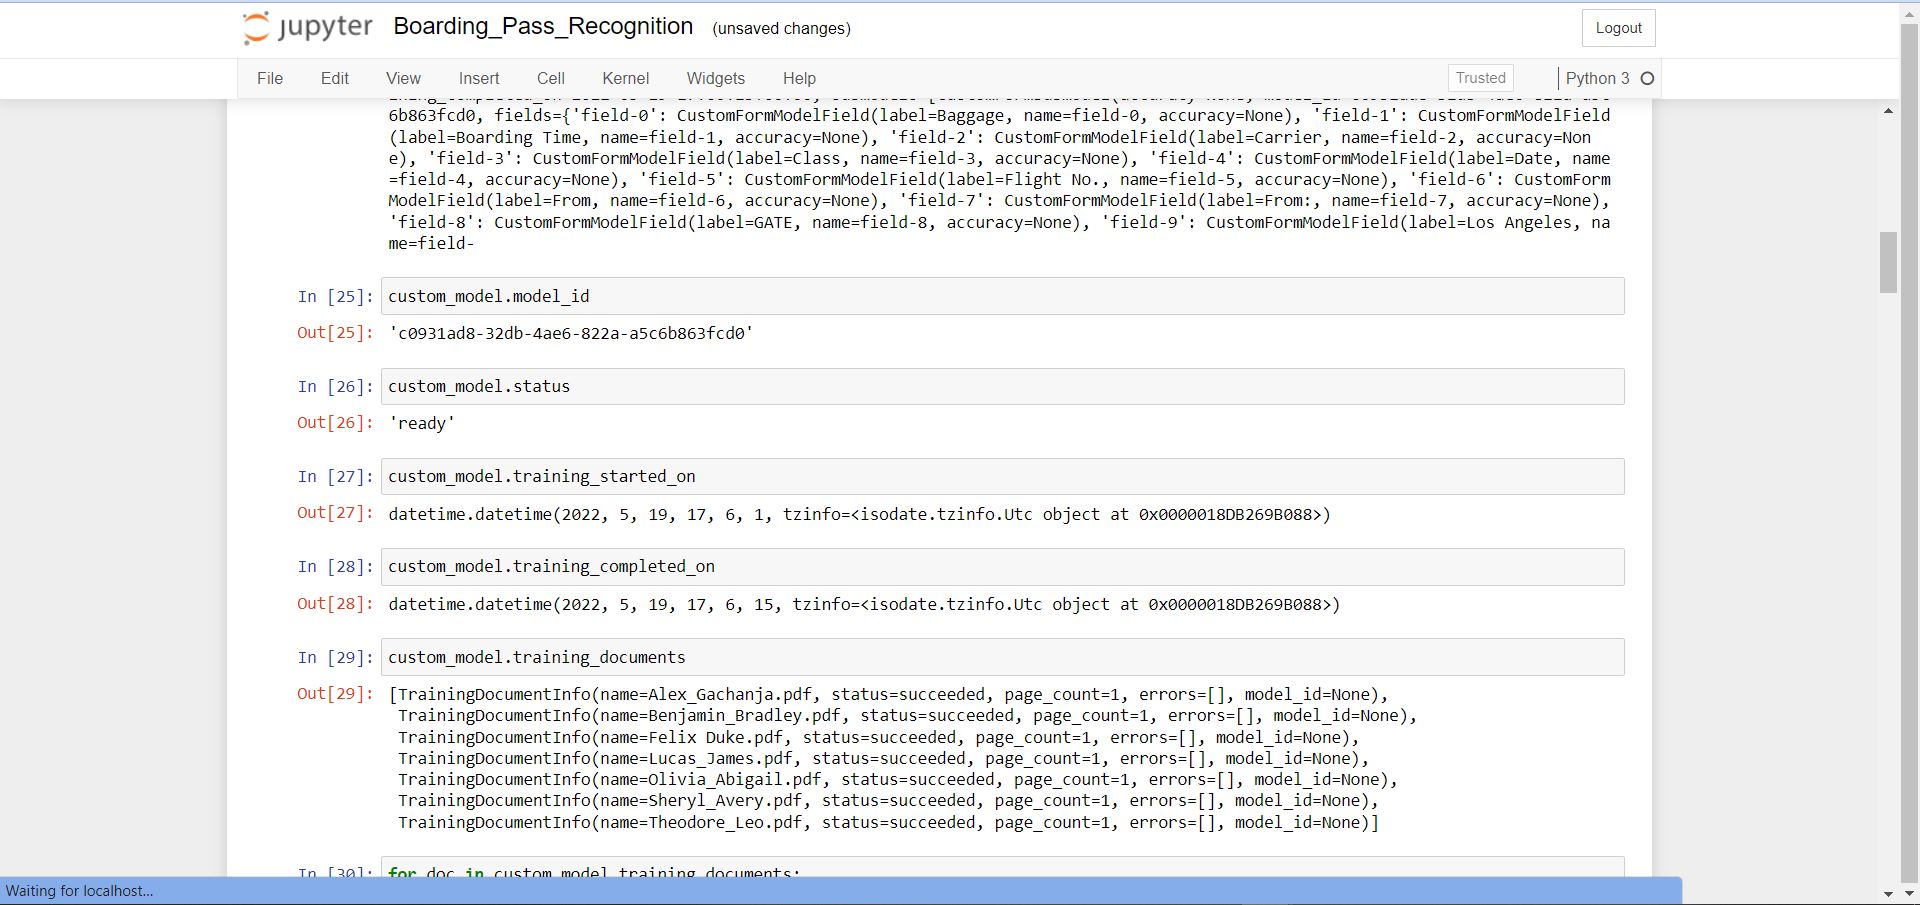 jupyter Boarding_Pass_Recognition (unsaved changes) Logout
File Edit View Insert Cell Kernel Widgets Help Trusted Python 3
6b863fcd0, fields={'field-0': CustomFormModelField(label=Baggage, name=field-0, accuracy=None), 'field-1': CustomFormModelField
(label=Boarding Time, name=field-1, accuracy=None), 'field-2': CustomFormModelField(label=Carrier, name=field-2, accuracy=Non
e), 'field-3': CustomFormModelField(label=Class, name=field-3, accuracy=None), 'field-4': CustomFormModelField(label=Date, name
=field-4, accuracy=None), 'field-5': CustomFormModelField(label=Flight No., name=field-5, accuracy=None), 'field-6': CustomForm
ModelField(label=From, name=field-6, accuracy=None), 'field-7': CustomFormModelField(label=From:, name=field-7, accuracy=None),
'field-8': CustomFormModelField(label=GATE, name=field-8, accuracy=None), 'field-9': CustomFormModelField(label=Los Angeles, na
me=field-
In [25]: custom_model.model_id
Out[25]: 'c0931ad8-32db-4ae6-822a-a5c6b863fcd0'
In [26]: custom_model.status
Out[26]: 'ready'
In [27]: custom_model.training_started_on
Out[27]: datetime.datetime(2022, 5, 19, 17, 6, 1, tzinfo=<isodate.tzinfo.Utc object at 0x0000018DB269B088>)
In [28]: custom_model.training_completed_on
Out[28]: datetime.datetime(2022, 5, 19, 17, 6, 15, tzinfo=<isodate.tzinfo.Utc object at 0x0000018DB269B088>)
In [29]: custom_model.training_documents
Out[29]: [TrainingDocumentInfo(name=Alex_Gachanja.pdf, status=succeeded, page_count=1, errors=[], model_id=None),
TrainingDocumentInfo(name=Benjamin_Bradley.pdf, status=succeeded, page_count=1, errors=[], model_id=None),
TrainingDocumentInfo(name=Felix Duke.pdf, status=succeeded, page_count=1, errors=[], model_id=None),
TrainingDocumentInfo(name=Lucas_James.pdf, status=succeeded, page_count=1, errors=[], model_id=None),
TrainingDocumentInfo(name=Olivia_Abigail.pdf, status=succeeded, page_count=1, errors=[], model_id=None),
TrainingDocumentInfo(name=Sheryl_Avery.pdf, status=succeeded, page_count=1, errors=[], model_id=None),
TrainingDocumentInfo(name=Theodore_Leo.pdf, status=succeeded, page_count=1, errors=[], model_id=None)]
In [30]: for doc in custom_model.training_documents:
Waiting for localhost...